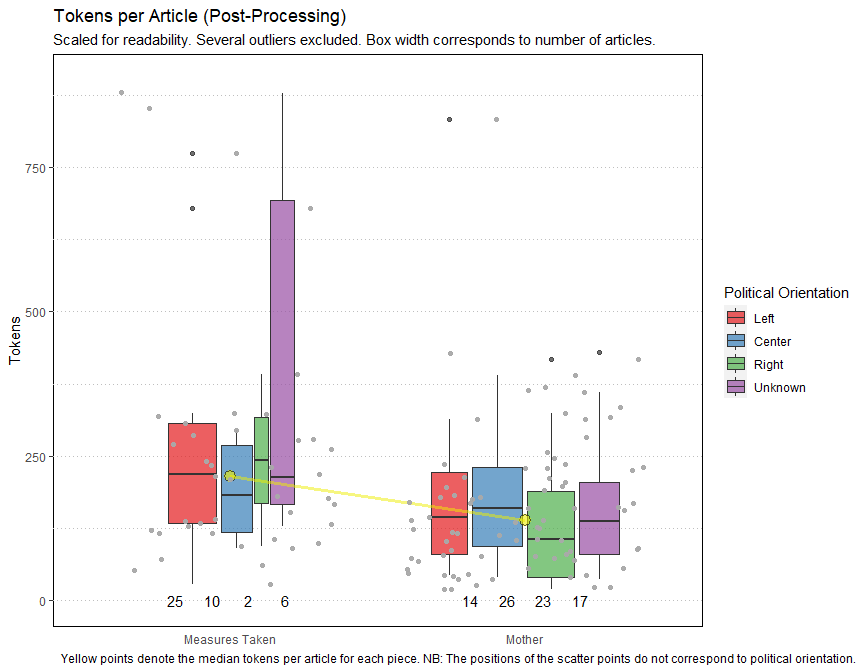 Tokens per Article (Post-Processing)
Scaled for readability. Several outliers excluded. Box width corresponds to number of articles.
Tokens
750
500
250
0
25 10 2 6 14 26 23 17
Measures Taken Mother
Political Orientation
Left
Center
Right
Unknown
Yellow points denote the median tokens per article for each piece. NB: The positions of the scatter points do not correspond to political orientation.